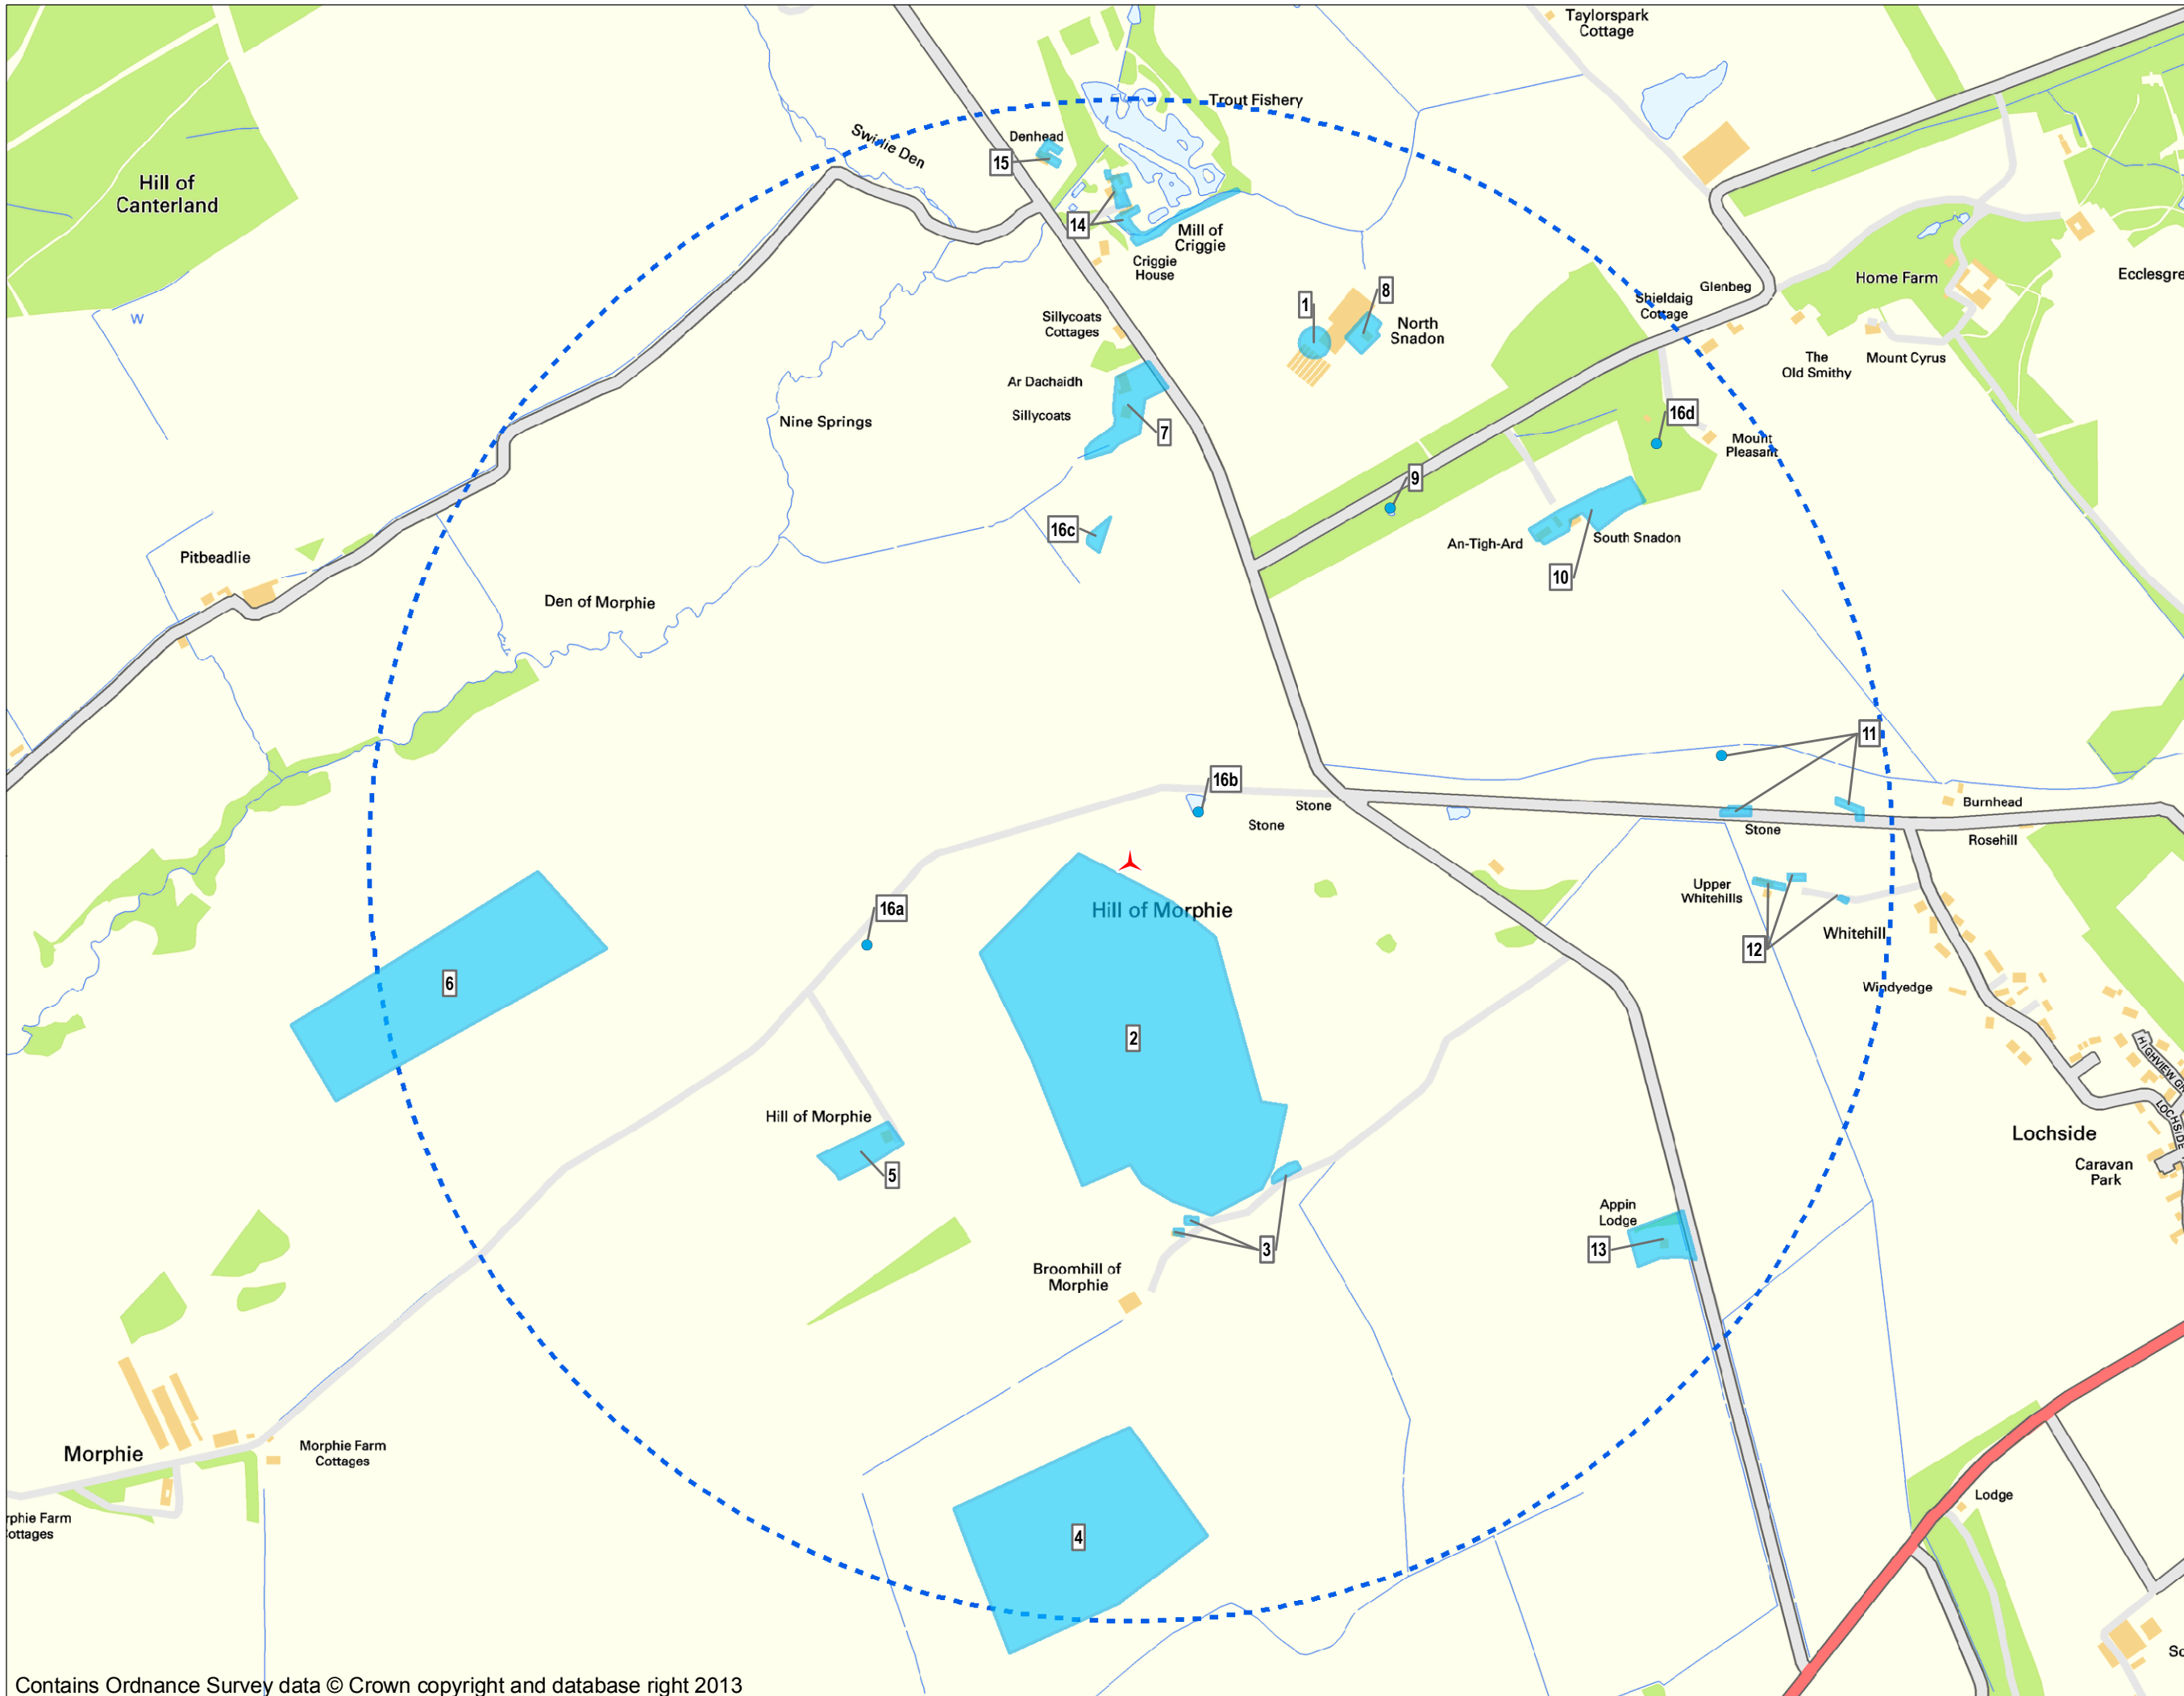 Taylorspark
Cottage
Trout Fishery
Swirlie Den
Denhead
15
Hill of
Canterland
14
Mill of
Criggie
Criggie
House
Home Farm
Glenbeg
Shieldaig
Cottage
1
8
North
Snadon
Sillycoats
Cottages
W
The
Old Smithy
Mount Cyrus
Ar Dachaidh
Sillycoats
Nine Springs
7
16d
Mount
Pleasant
9
16c
An-Tigh-Ard
South Snadon
10
Pitbeadlie
Den of Morphie
11
16b
Stone
Stone
Stone
Burnhead
Rosehill
16a
Hill of Morphie
Upper
Whitehills
12
Whitehill
6
Windyedge
2
HIGHVIEW
Hill of Morphie
5
Lochside
LOCHSIDE
Caravan
Park
Appin
Lodge
13
3
Broomhill of
Morphie
Morphie
Morphie Farm
Cottages
Lodge
4
Contains Ordnance Survey data © Crown copyright and database right 2013